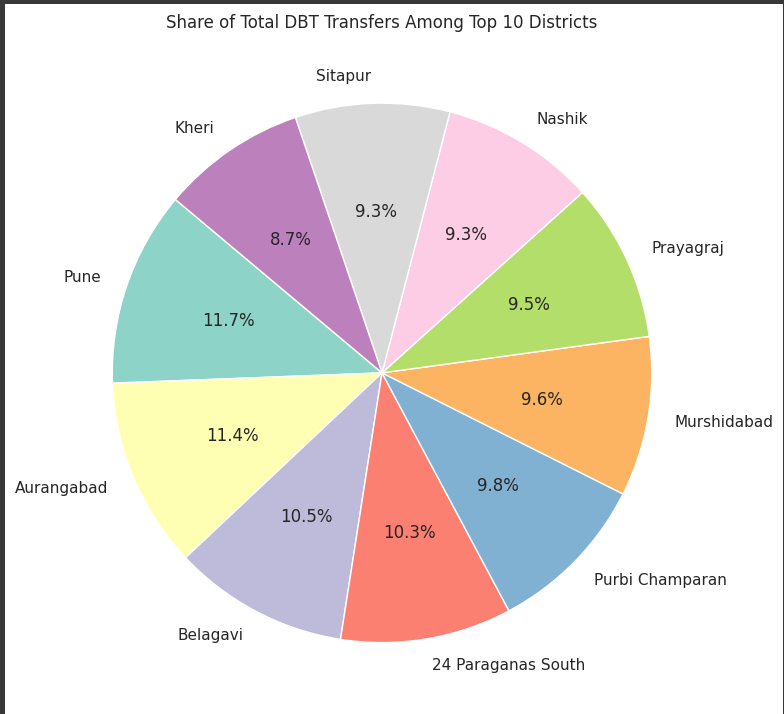 Share of Total DBT Transfers Among Top 10 Districts
Sitapur
Nashik
Kheri
9.3%
9.3%
8.7%
Prayagraj
Pune
9.5%
11.7%
9.6%
Murshidabad
11.4%
Aurangabad
9.8%
10.5%
10.3%
Purbi Champaran
Belagavi
24 Paraganas South